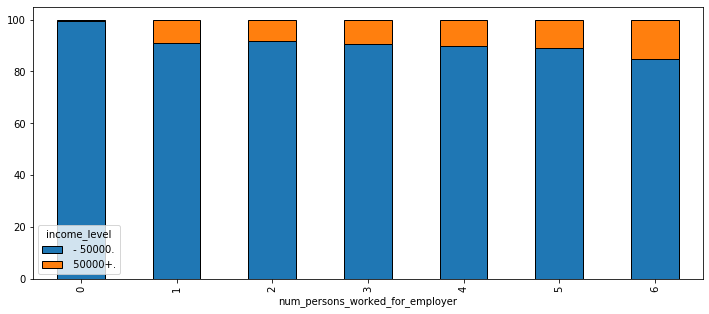 100
80
60
40
20
0
income_level
- 50000.
50000+.
0 1 2 3 4 5 6
num_persons_worked_for_employer